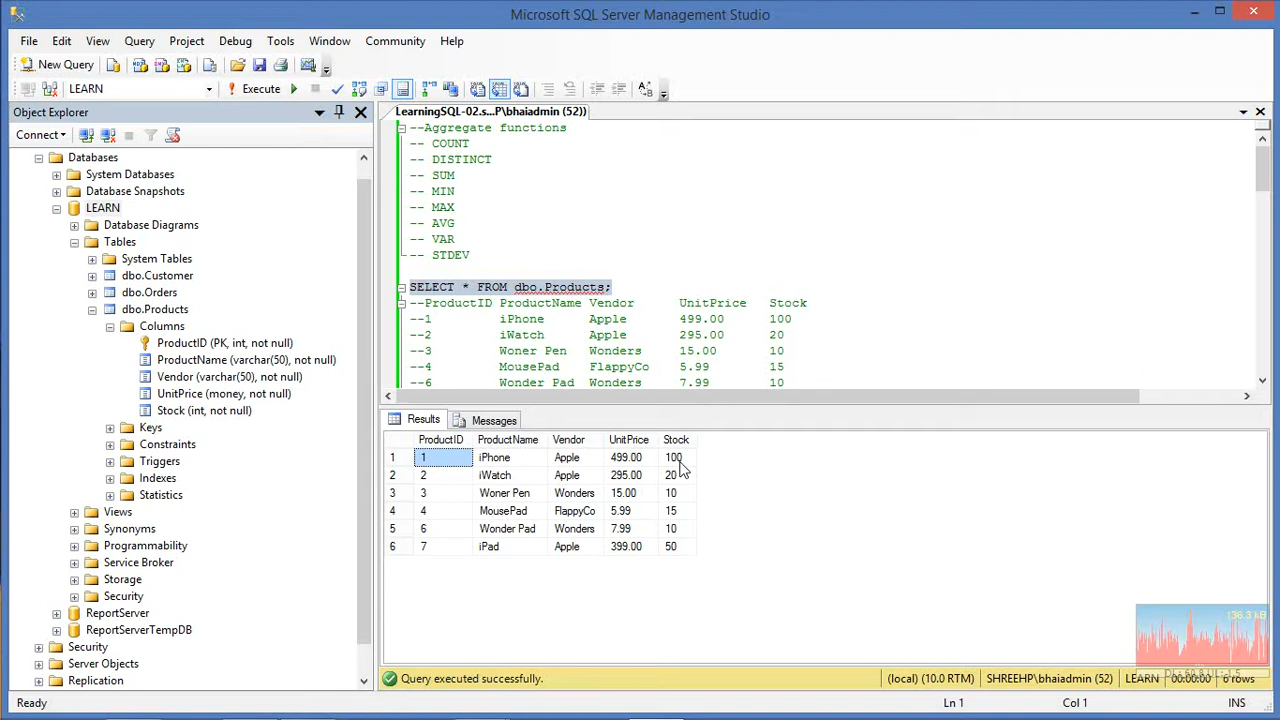 Microsoft SQL Server Management Studio
File Edit View Query Project Debug Tools Window Community Help
New Query
LEARN Execute
Object Explorer
LearningSQL-02.s...P\bhaiadmin (52))
Connect
Databases
System Databases
Database Snapshots
LEARN
Database Diagrams
Tables
System Tables
dbo.Customer
dbo.Orders
dbo.Products
Columns
ProductID (PK, int, not null)
ProductName (varchar(50), not null)
Vendor (varchar(50), not null)
UnitPrice (money, not null)
Stock (int, not null)
Keys
Constraints
Triggers
Indexes
Statistics
Views
Synonyms
Programmability
Service Broker
Storage
Security
ReportServer
ReportServerTempDB
Security
Server Objects
Replication
--Aggregate functions
-- COUNT
-- DISTINCT
-- SUM
-- MIN
-- MAX
-- AVG
-- VAR
-- STDEV
SELECT * FROM dbo.Products;
--ProductID ProductName Vendor UnitPrice Stock
--1 iPhone Apple 499.00 100
--2 iWatch Apple 295.00 20
--3 Woner Pen Wonders 15.00 10
--4 MousePad FlappyCo 5.99 15
--6 Wonder Pad Wonders 7.99 10
Results Messages
ProductID ProductName Vendor UnitPrice Stock
1 1 iPhone Apple 499.00 100
2 2 iWatch Apple 295.00 20
3 3 Woner Pen Wonders 15.00 10
4 4 MousePad FlappyCo 5.99 15
5 6 Wonder Pad Wonders 7.99 10
6 7 iPad Apple 399.00 50
136.3 kB
Query executed successfully. (local) (10.0 RTM) SHREEHP\bhaiadmin (52) LEARN 00:00:00 6 rows
Ready Ln 1 Col 1 INS